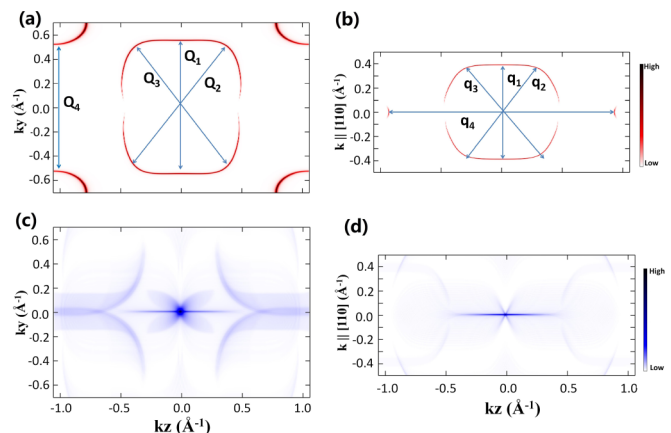 (a)
ky (Å⁻¹)
0.6
0.4
0.2
0.0
-0.2
-0.4
-0.6
Q₁
Q₃
Q₂
Q₄
(b)
k || [110] (Å⁻¹)
0.4
0.2
0.0
-0.2
-0.4
q₁
q₃
q₂
q₄
High
Low
(c)
ky (Å⁻¹)
0.6
0.4
0.2
0.0
-0.2
-0.4
-0.6
-1.0
-0.5
0.0
0.5
1.0
kz (Å⁻¹)
(d)
k || [110] (Å⁻¹)
0.4
0.2
0.0
-0.2
-0.4
-1.0
-0.5
0.0
0.5
1.0
kz (Å⁻¹)
High
Low